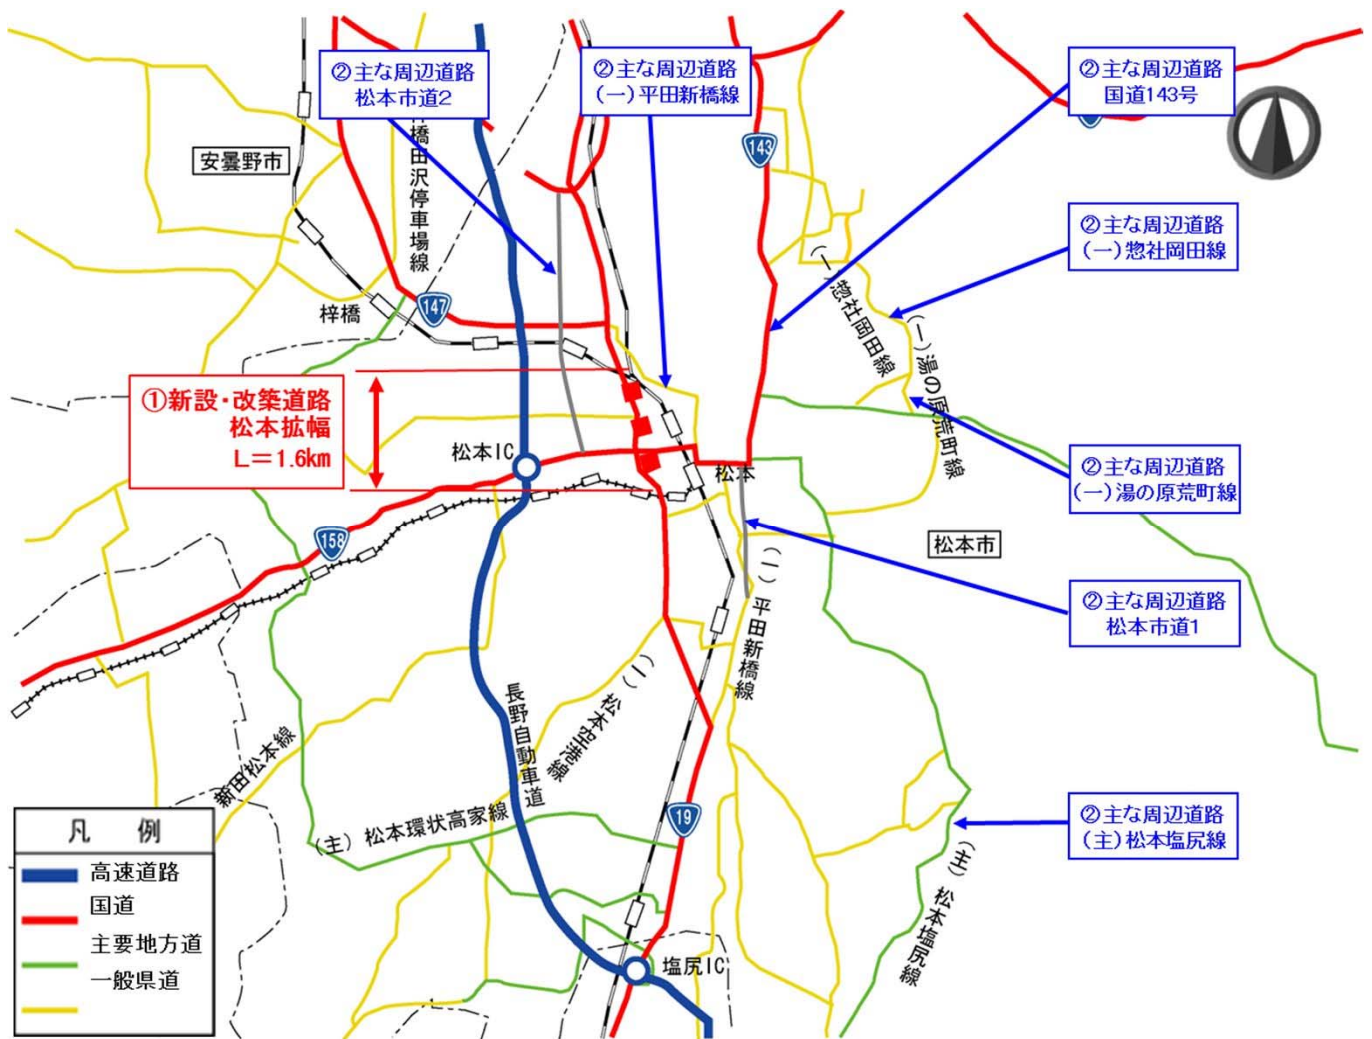 ②主な周辺道路
松本市道2
②主な周辺道路
(一)平田新橋線
②主な周辺道路
国道143号
143
安曇野市
橋田沢停車場線
②主な周辺道路
(一)惣社岡田線
(一)惣社岡田線
梓橋
147
(一)湯の原荒町線
①新設・改築道路
松本拡幅
L=1.6km
松本IC
松本
②主な周辺道路
(一)湯の原荒町線
158
松本市
(一)平田新橋線
②主な周辺道路
松本市道1
(一)松本空港線
長野自動車道
新田松本線
(主)松本環状高家線
19
②主な周辺道路
(主)松本塩尻線
(主)松本塩尻線
塩尻IC
凡 例
高速道路
国道
主要地方道
一般県道